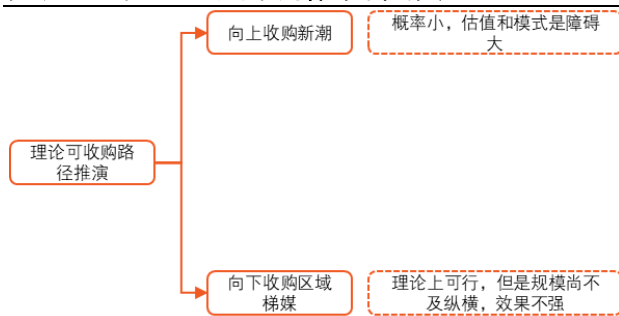 向上收购新潮
概率小，估值和模式是障碍
大
理论可收购路
径推演
向下收购区域
梯媒
理论上可行，但是规模尚不
及纵横，效果不强